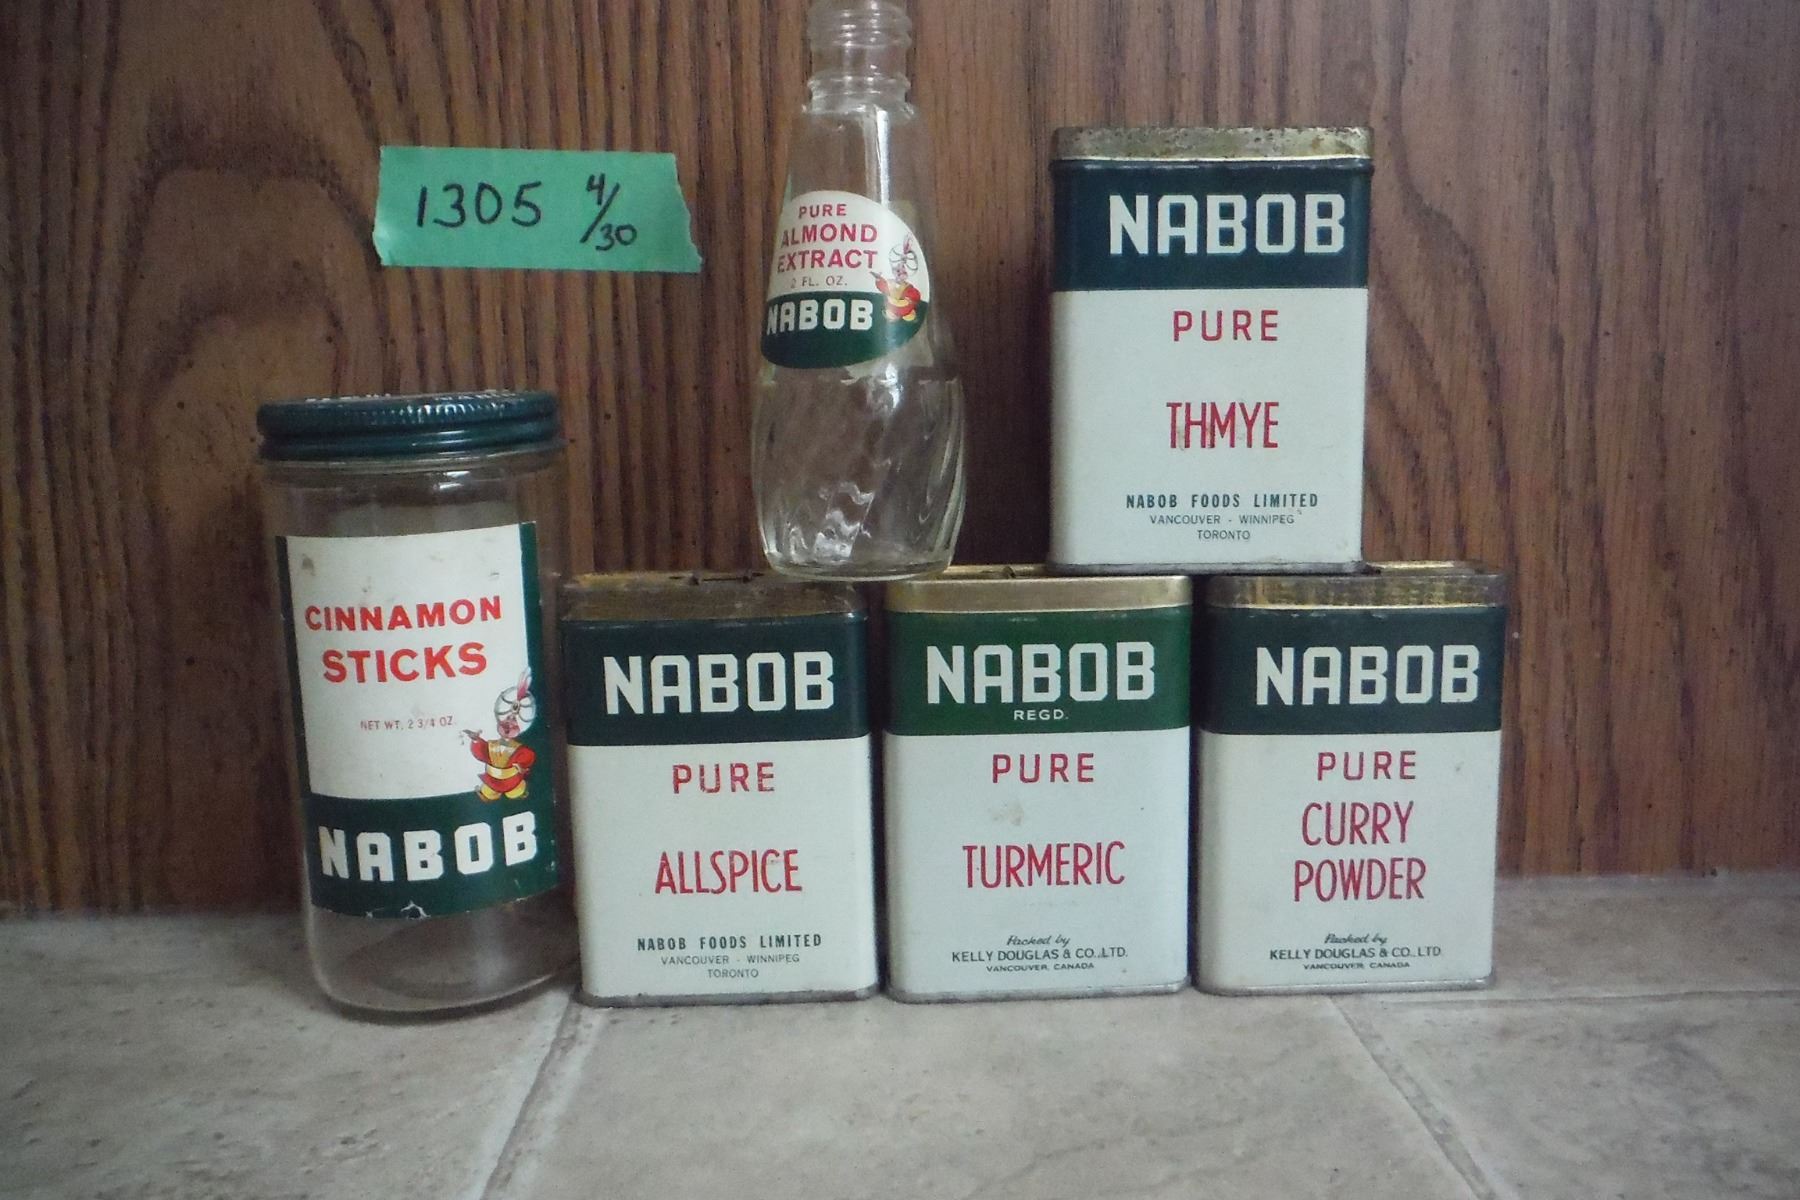 1305 4/30
PURE
ALMOND
EXTRACT
2 FL. OZ.
NABOB
NABOB
PURE
THMYE
NABOB FOODS LIMITED
VANCOUVER - WINNIPEG
TORONTO
CINNAMON
STICKS
NET WT. 2 3/4 OZ.
NABOB
NABOB
PURE
ALLSPICE
NABOB FOODS LIMITED
VANCOUVER - WINNIPEG
TORONTO
NABOB
REGD.
PURE
TURMERIC
Packed by
KELLY DOUGLAS & CO., LTD.
VANCOUVER, CANADA
NABOB
PURE
CURRY
POWDER
Packed by
KELLY DOUGLAS & CO., LTD.
VANCOUVER, CANADA